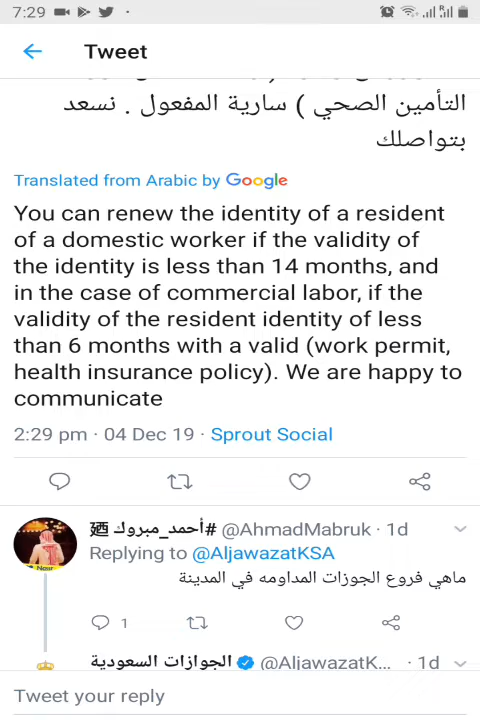 7:29
Tweet
التأمين الصحي ) سارية المفعول . نسعد
بتواصلك
Translated from Arabic by Google
You can renew the identity of a resident
of a domestic worker if the validity of
the identity is less than 14 months, and
in the case of commercial labor, if the
validity of the resident identity of less
than 6 months with a valid (work permit,
health insurance policy). We are happy to
communicate
2:29 pm · 04 Dec 19 · Sprout Social
#أحمد_مبروك @AhmadMabruk · 1d
Replying to @AljawazatKSA
ماهي فروع الجوزات المداومه في المدينة
1
الجوازات السعودية @AljawazatK... · 1d
Tweet your reply